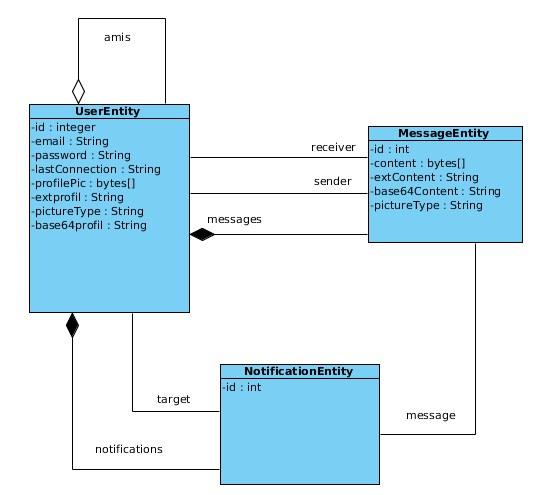 amis
UserEntity
-id : integer
-email : String
-password : String
-lastConnection : String
-profilePic : bytes[]
-extprofil : String
-pictureType : String
-base64profil : String
receiver
sender
messages
MessageEntity
-id : int
-content : bytes[]
-extContent : String
-base64Content : String
-pictureType : String
NotificationEntity
-id : int
target
notifications
message